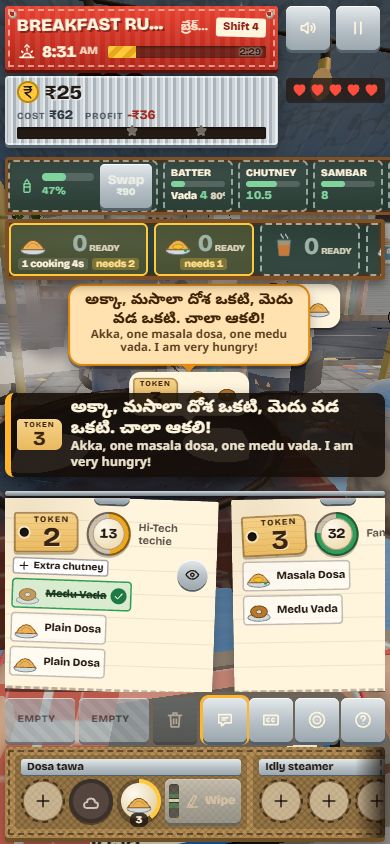 BREAKFAST RU... బ్రేక్... Shift 4
8:31 AM 2:29
₹ ₹25
COST ₹62 PROFIT -₹36
47% Swap ₹90
BATTER Vada 4 80¢
CHUTNEY 10.5
SAMBAR 8
0 READY 1 cooking 4s needs 2
0 READY needs 1
0 READY
అక్కా, మసాలా దోశ ఒకటి, మెదు
వడ ఒకటి. చాలా ఆకలి!
Akka, one masala dosa, one medu
vada. I am very hungry!
TOKEN
TOKEN 3
అక్కా, మసాలా దోశ ఒకటి, మెదు వడ
ఒకటి. చాలా ఆకలి!
Akka, one masala dosa, one medu vada. I am
very hungry!
TOKEN 2 13 Hi-Tech
techie
+ Extra chutney
Medu Vada
Plain Dosa
Plain Dosa
TOKEN 3 32 Fan
Masala Dosa
Medu Vada
EMPTY EMPTY CC ?
Dosa tawa
+ 3 Wipe
Idly steamer
+ + +